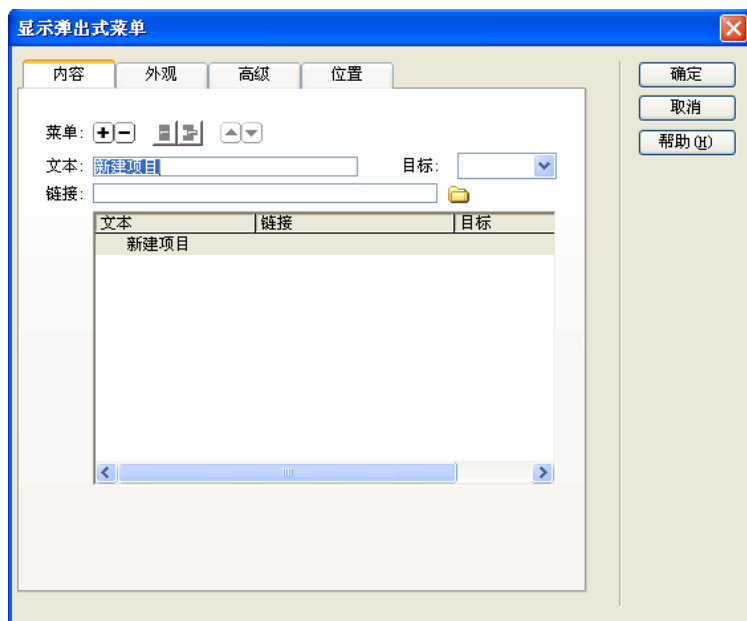 显示弹出式菜单
内容 外观 高级 位置
确定
取消
帮助(H)
菜单:
文本: 新建项目 目标:
链接:
文本 链接 目标
新建项目